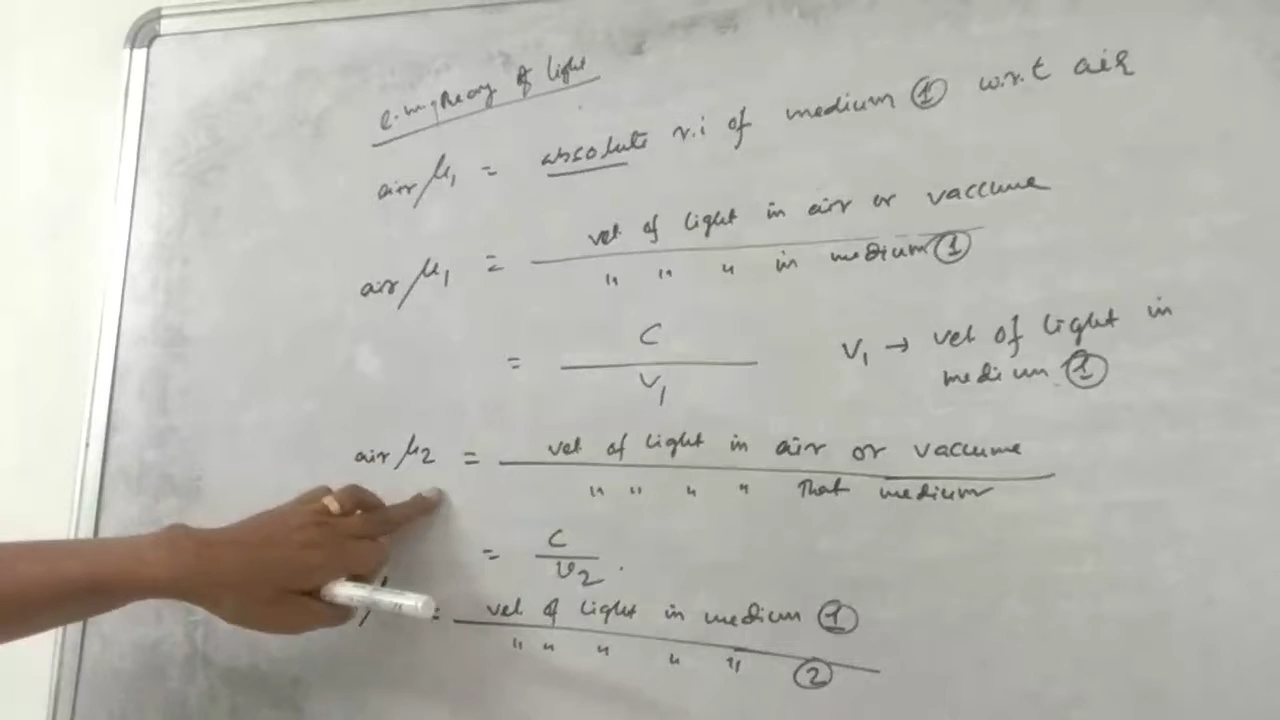 e.m. theory of light
air μ1 = absolute r.i of medium ① w.r.t air
air μ1 = vel. of light in air or vaccume
" " " in medium ①
= C / V1
V1 → vel of light in medium ①
air μ2 = vel of light in air or vaccume
" " " " that medium
= C / v2.
= vel. of light in medium ①
" " " " " ②